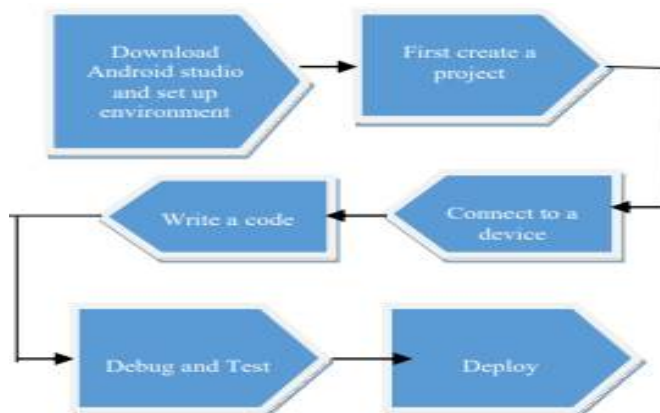 Download
Android studio
and set up
environment
First create a
project
Connect to a
device
Write a code
Debug and Test
Deploy